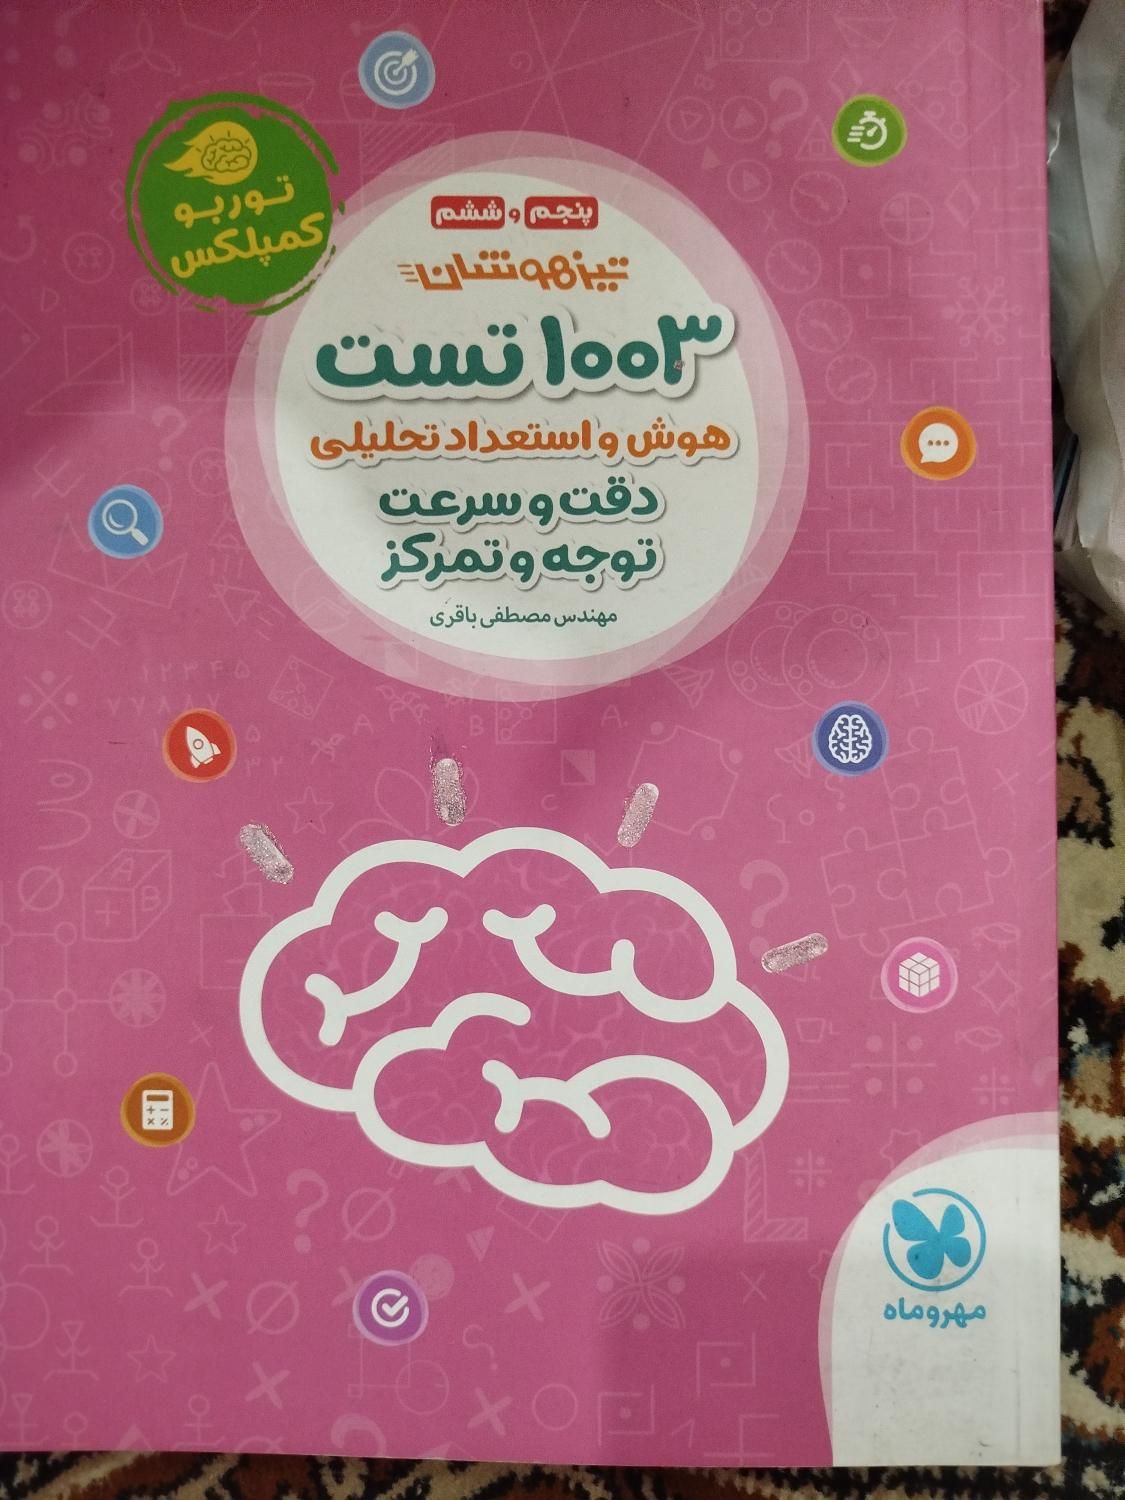 توربو
کمپلکس
پنجم و ششم
تیزهوشان
۱۰۰۳ تست
هوش و استعداد تحلیلی
دقت و سرعت
توجه و تمرکز
مهندس مصطفی باقری
مهروماه